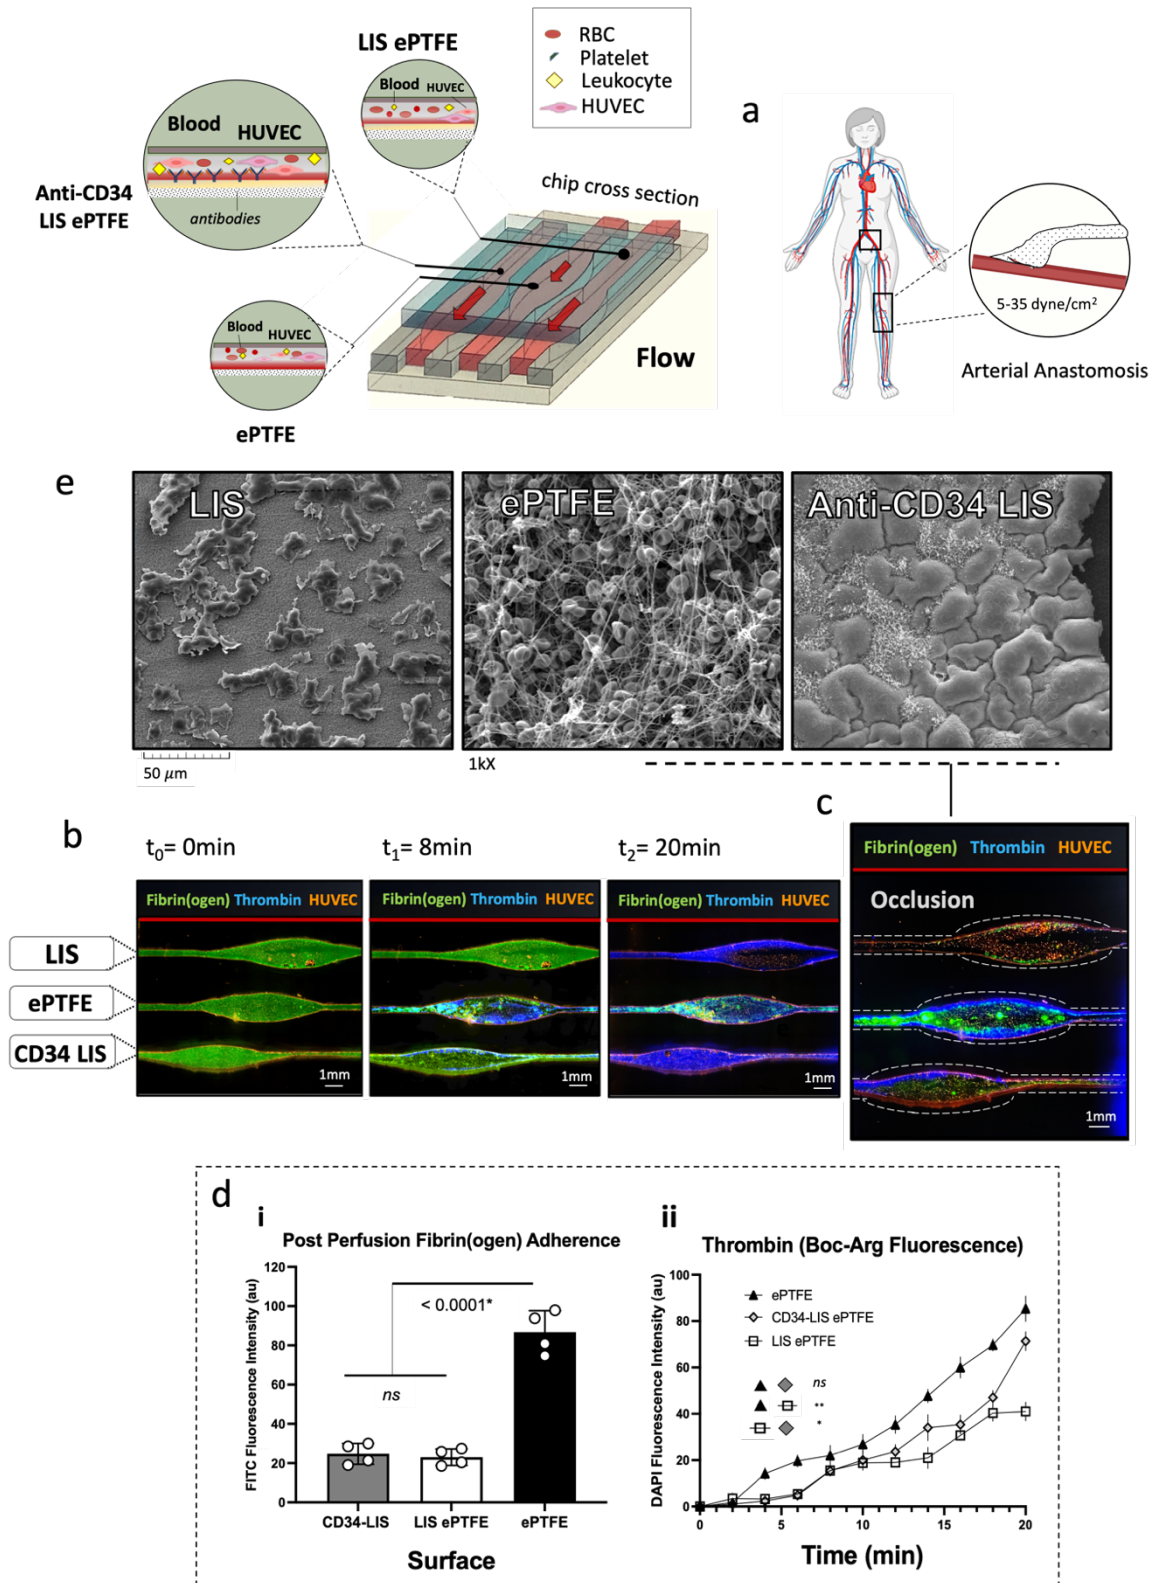 LIS ePTFE
Blood
HUVEC
RBC
Platelet
Leukocyte
HUVEC
a
Blood
HUVEC
Anti-CD34
LIS ePTFE
antibodies
chip cross section
5-35 dyne/cm²
Arterial Anastomosis
Blood
HUVEC
ePTFE
Flow
e
LIS
ePTFE
Anti-CD34 LIS
50 μm
1kX
b
t₀= 0min
t₁= 8min
t₂= 20min
c
Fibrin(ogen) Thrombin HUVEC
Fibrin(ogen) Thrombin HUVEC
Fibrin(ogen) Thrombin HUVEC
Fibrin(ogen) Thrombin HUVEC
Occlusion
LIS
ePTFE
CD34 LIS
1mm
1mm
1mm
1mm
d
i
Post Perfusion Fibrin(ogen) Adherence
FITC Fluorescence Intensity (au)
120
100
80
60
40
20
0
< 0.0001*
ns
CD34-LIS
LIS ePTFE
ePTFE
Surface
ii
Thrombin (Boc-Arg Fluorescence)
DAPI Fluorescence Intensity (au)
100
80
60
40
20
0
ePTFE
CD34-LIS ePTFE
LIS ePTFE
ns
**
*
0
5
10
15
20
Time (min)